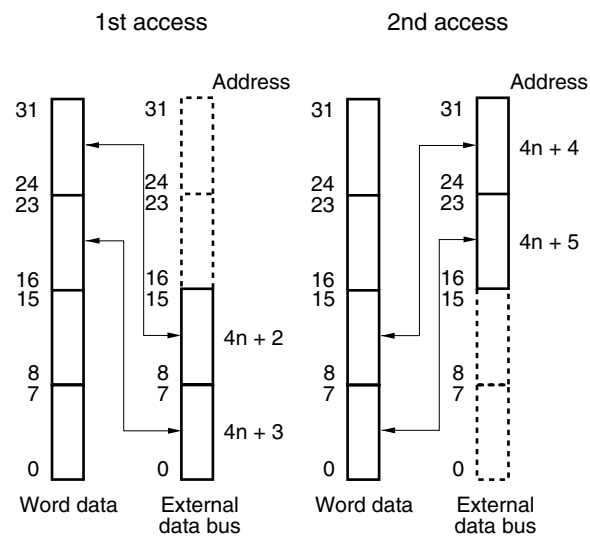 1st access
Address
31
31
24
24
23
23
16
16
15
15
4n + 2
8
8
7
7
4n + 3
0
0
Word data
External
data bus
2nd access
Address
31
31
4n + 4
24
24
23
23
4n + 5
16
16
15
15
8
8
7
7
0
0
Word data
External
data bus